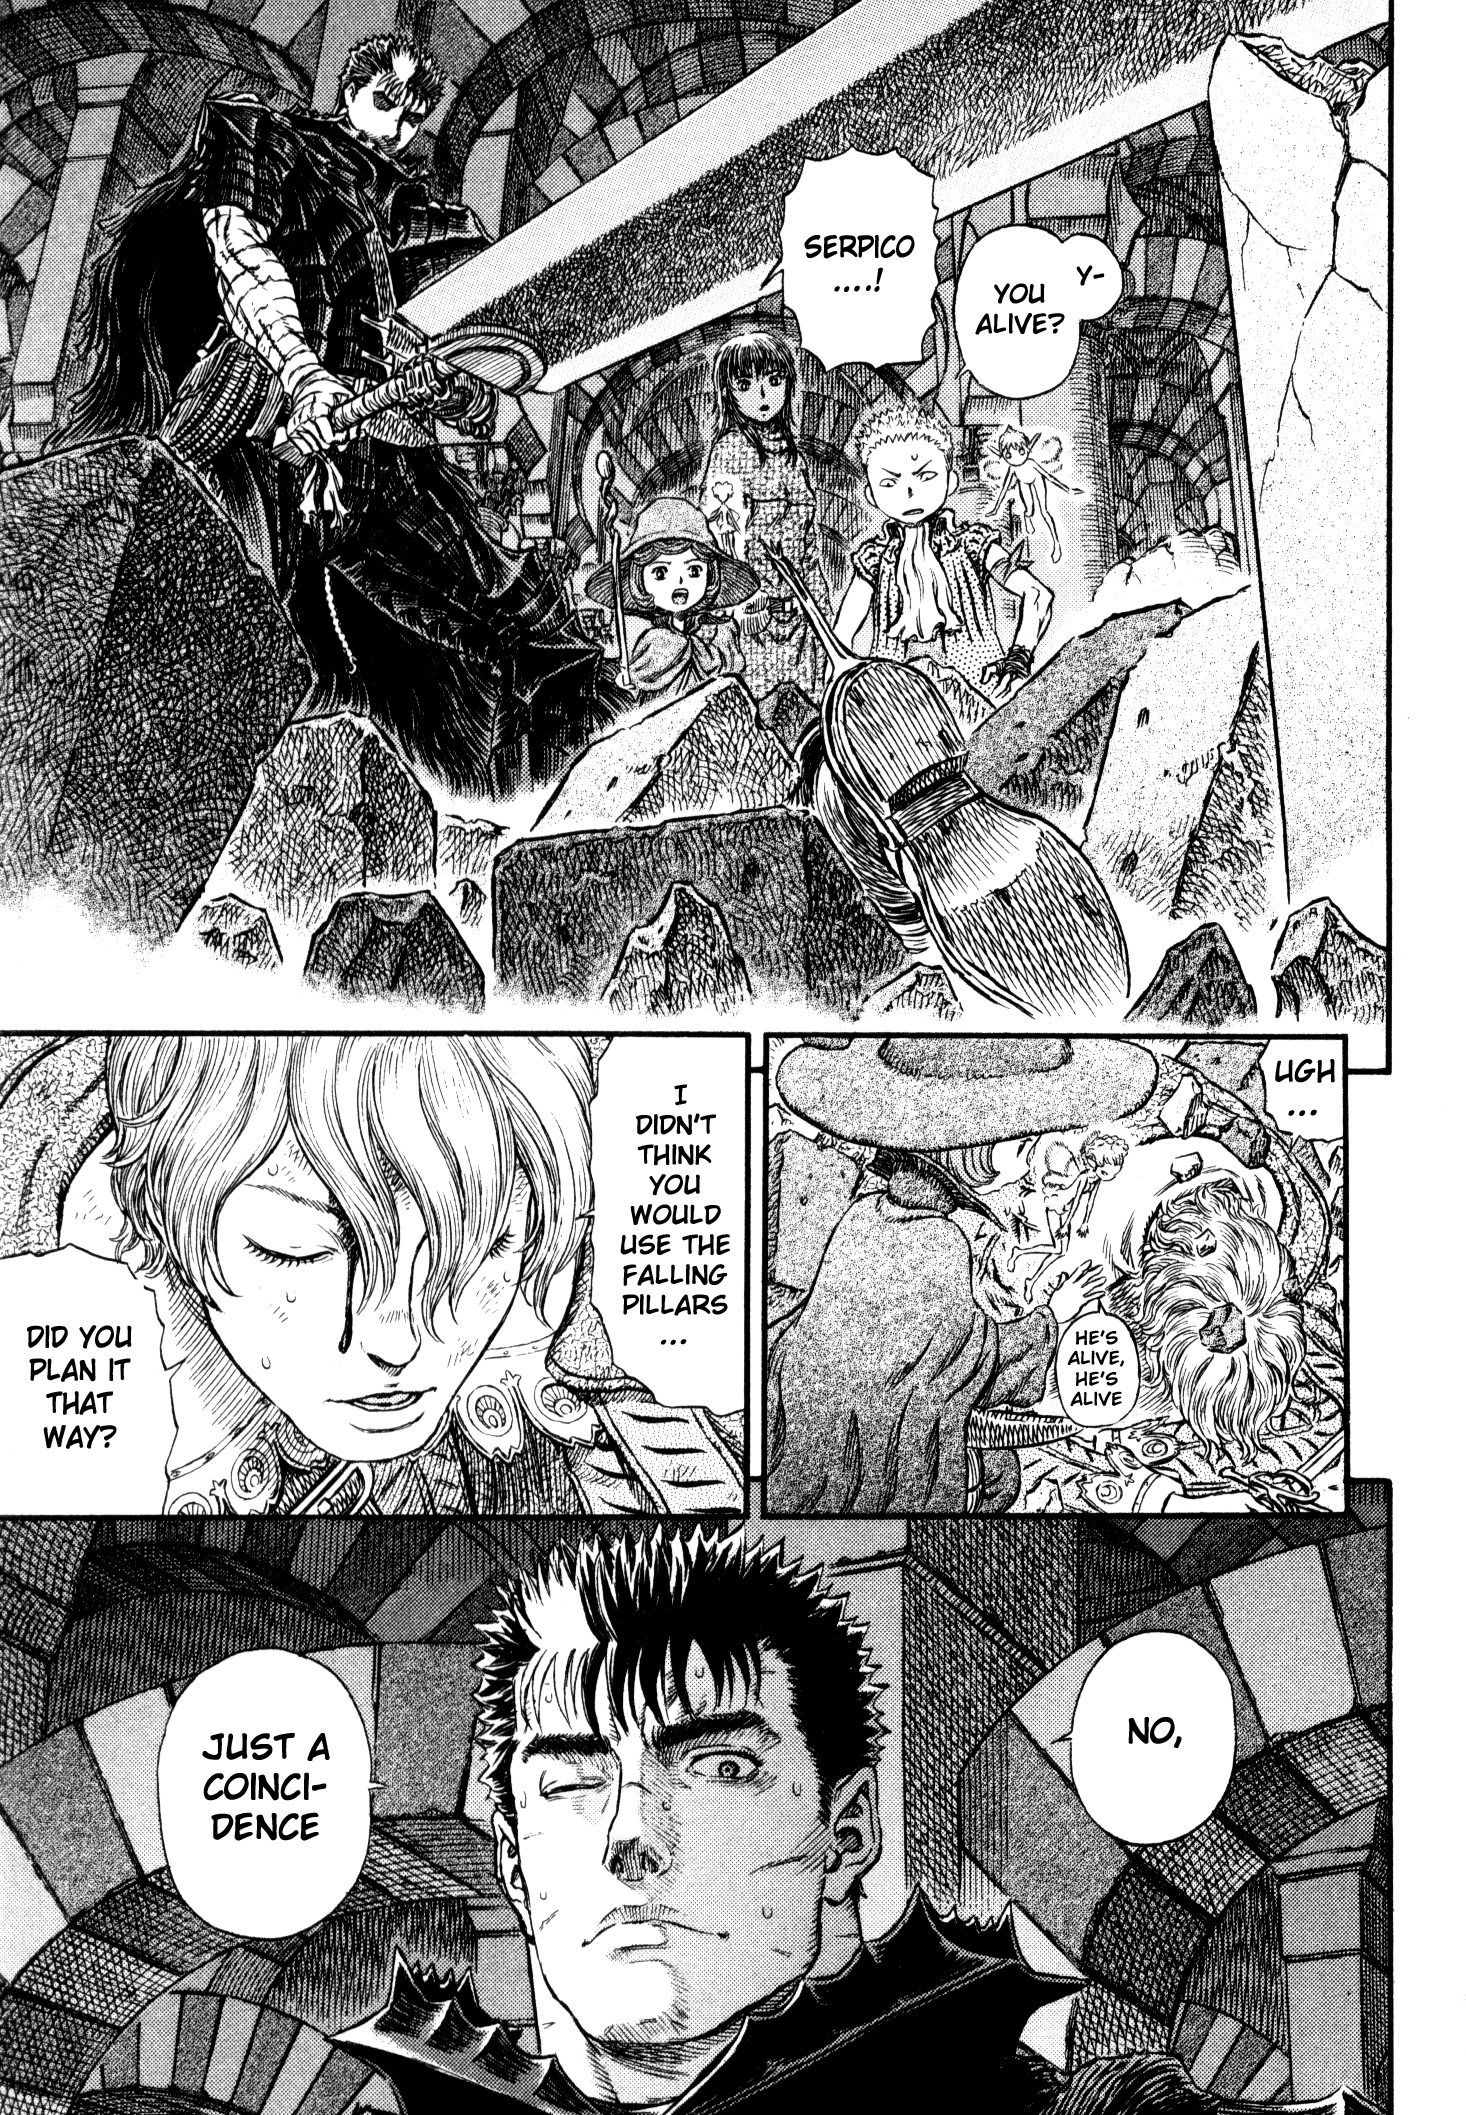 Y-
YOU
ALIVE?
SERPICO
....!
UGH
...
HE'S
ALIVE,
HE'S
ALIVE
I
DIDN'T
THINK
YOU
WOULD
USE THE
FALLING
PILLARS
...
DID YOU
PLAN IT
THAT
WAY?
NO,
JUST A
COINCI-
DENCE